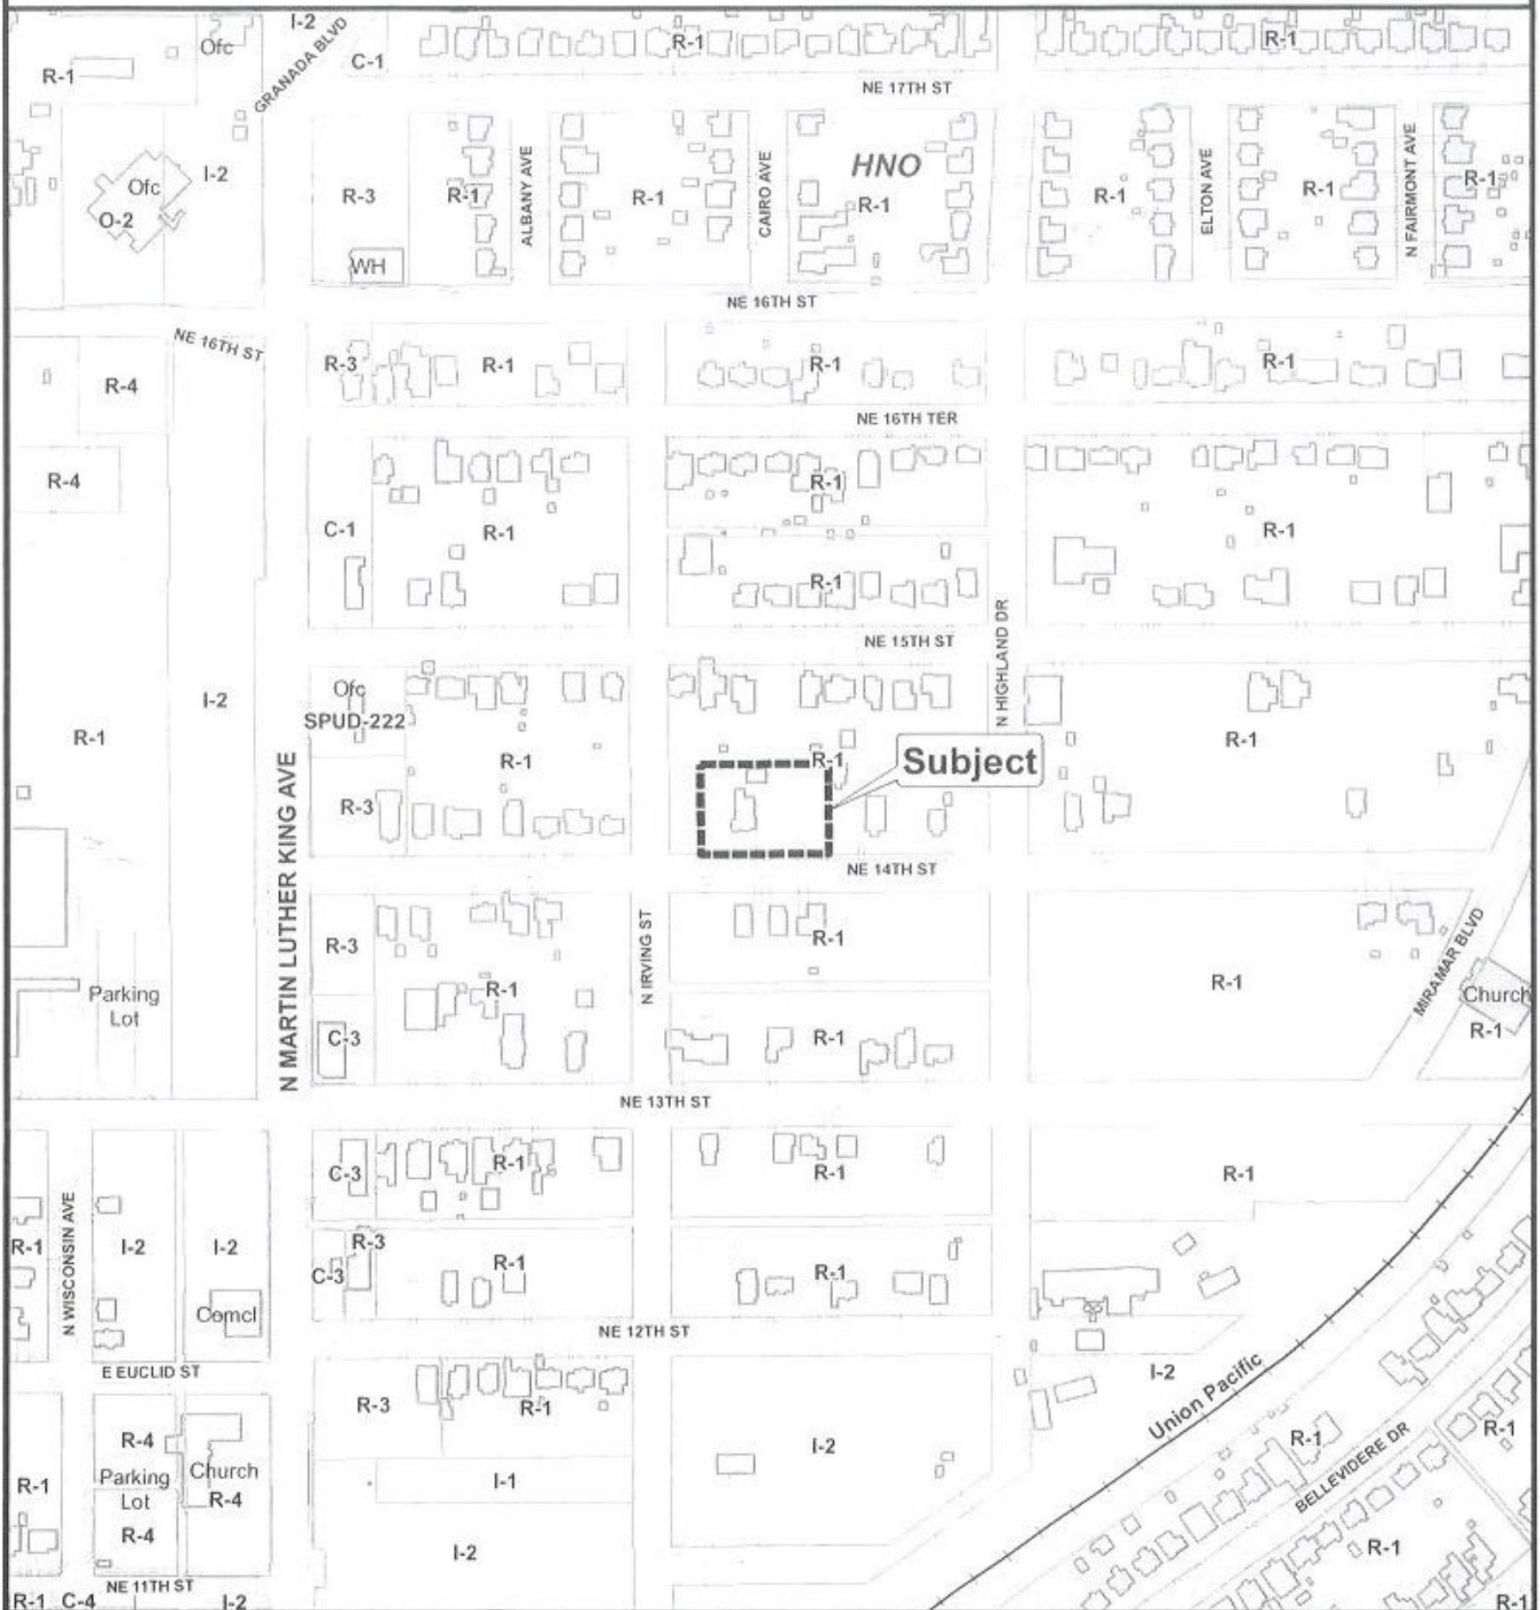 I-2
Ofc
GRANADA BLVD
C-1
R-1
R-1
R-1
NE 17TH ST
Ofc
O-2
I-2
R-3
WH
R-1
ALBANY AVE
R-1
CAIRO AVE
HNO
R-1
R-1
ELTON AVE
R-1
N FAIRMONT AVE
R-1
NE 16TH ST
NE 16TH ST
R-4
R-3
R-1
R-1
R-1
NE 16TH TER
R-4
C-1
R-1
R-1
R-1
R-1
NE 15TH ST
N HIGHLAND DR
R-1
I-2
Ofc
SPUD-222
R-3
R-1
R-1
Subject
R-1
N MARTIN LUTHER KING AVE
NE 14TH ST
R-3
C-3
R-1
N IRVING ST
R-1
R-1
R-1
MIRAMAR BLVD
Church
R-1
Parking
Lot
NE 13TH ST
R-1
N WISCONSIN AVE
I-2
I-2
Comcl
C-3
R-1
R-1
R-1
C-3
R-3
R-1
R-1
NE 12TH ST
E EUCLID ST
R-1
R-4
Parking
Lot
R-4
Church
R-4
R-3
R-1
I-1
I-2
I-2
I-2
Union Pacific
R-1
BELLEVIDERE DR
R-1
R-1
NE 11TH ST
R-1
C-4
I-2
R-1